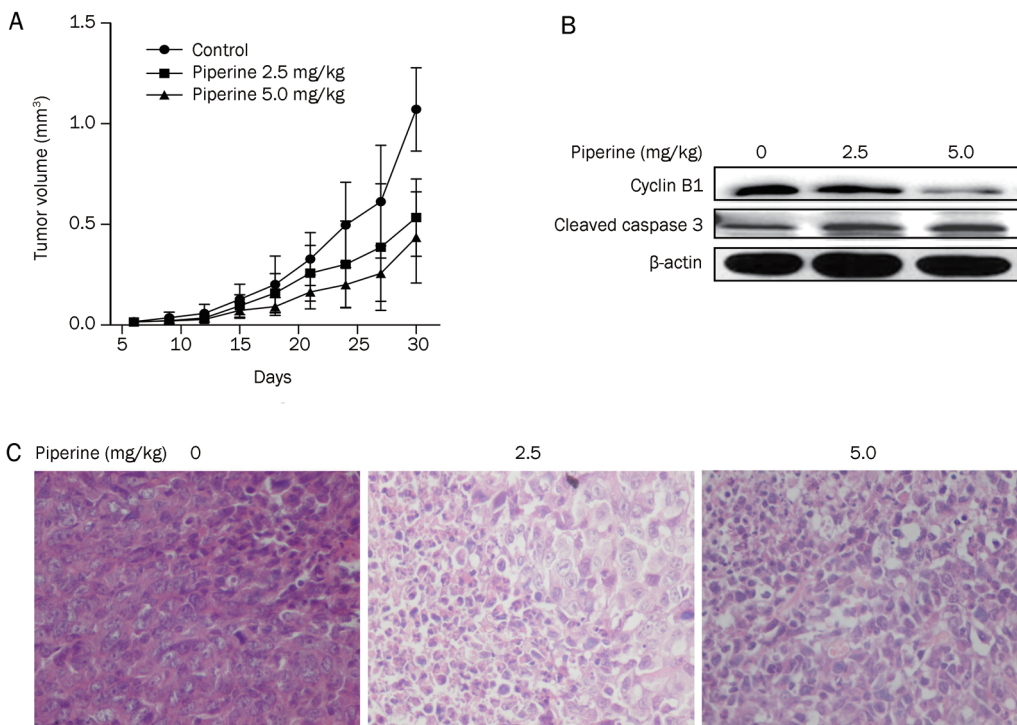 A
1.5
1.0
0.5
0.0
Tumor volume (mm³)
Control
Piperine 2.5 mg/kg
Piperine 5.0 mg/kg
5 10 15 20 25 30
Days
B
Piperine (mg/kg) 0 2.5 5.0
Cyclin B1
Cleaved caspase 3
β-actin
C
Piperine (mg/kg) 0 2.5 5.0